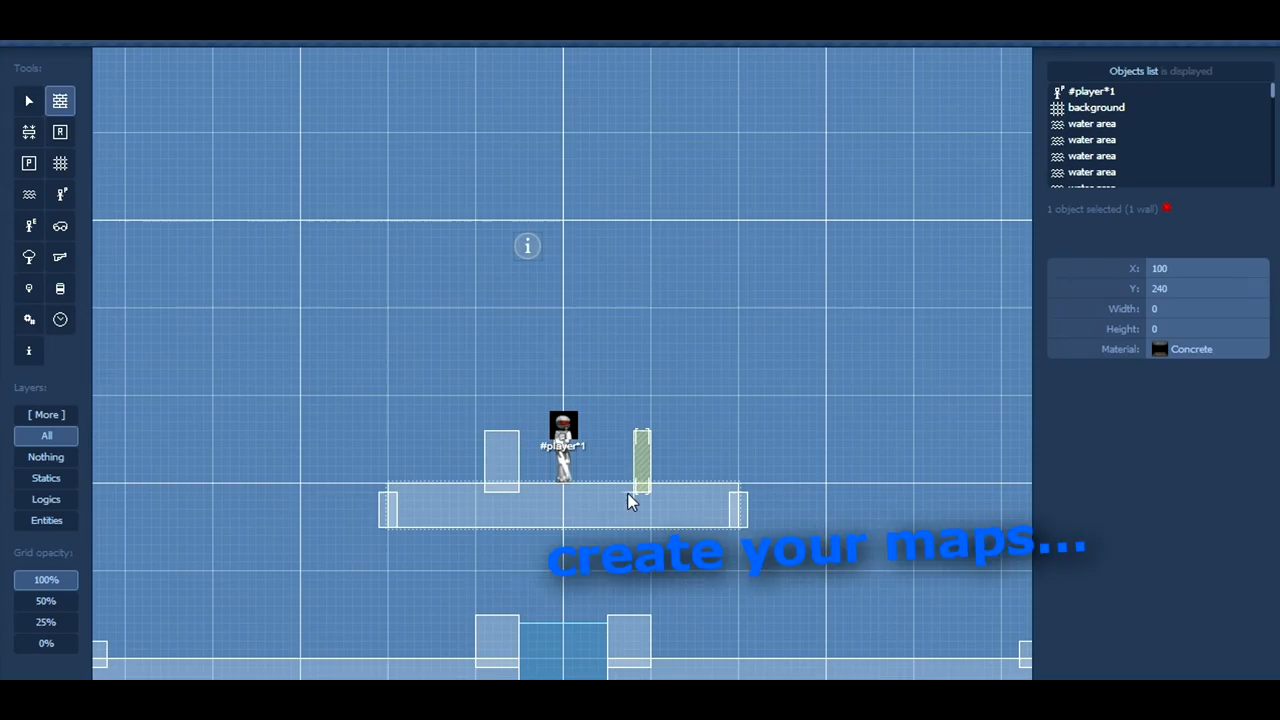 Tools:
R
P
P
E
i
Layers:
[ More ]
All
Nothing
Statics
Logics
Entities
Grid opacity:
100%
50%
25%
0%
i
#player*1
create your maps...
Objects list is displayed
#player*1
background
water area
water area
water area
water area
1 object selected (1 wall)
X: 100
Y: 240
Width: 0
Height: 0
Material: Concrete